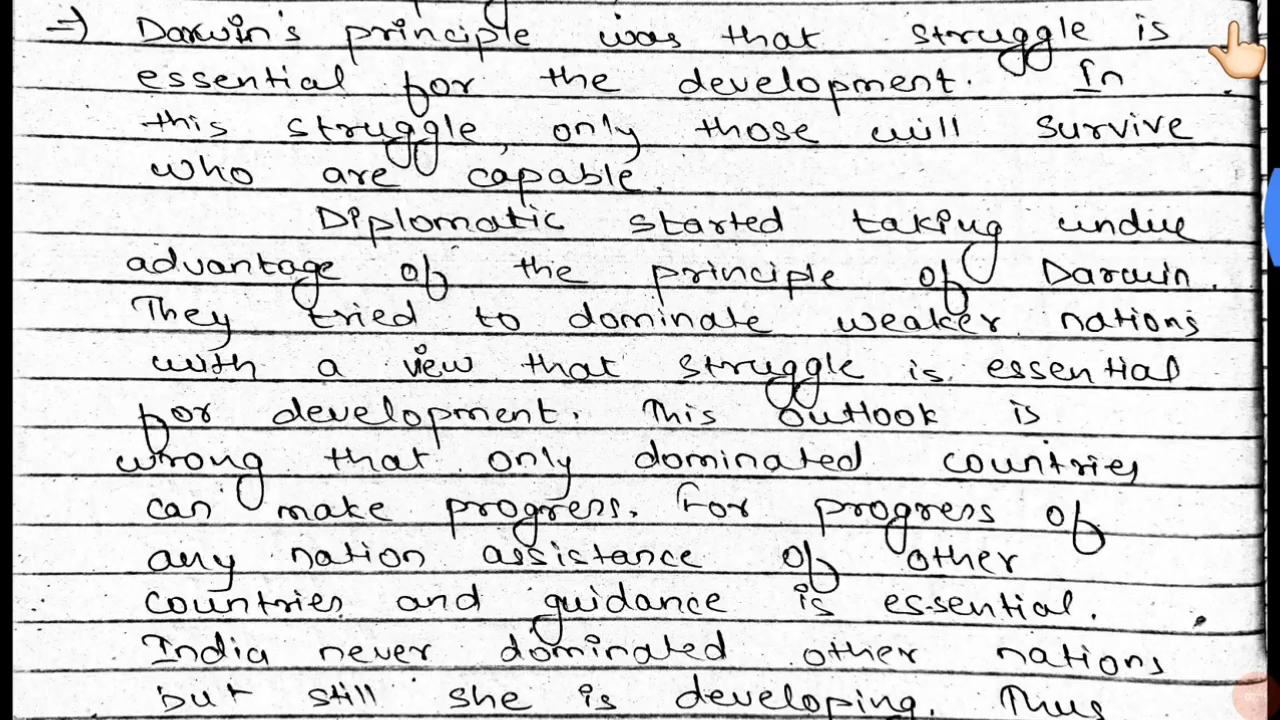 =) Darwin's principle was that struggle is
essential for the development. In
this struggle, only those will survive
who are capable.
Diplomatic started taking undue
advantage of the principle of Darwin.
They tried to dominate weaker nations
with a view that struggle is essential
for development. This outlook is
wrong that only dominated countries
can make progress. For progress of
any nation assistance of other
countries and guidance is essential.
India never dominated other nations
but still she is developing. Thus